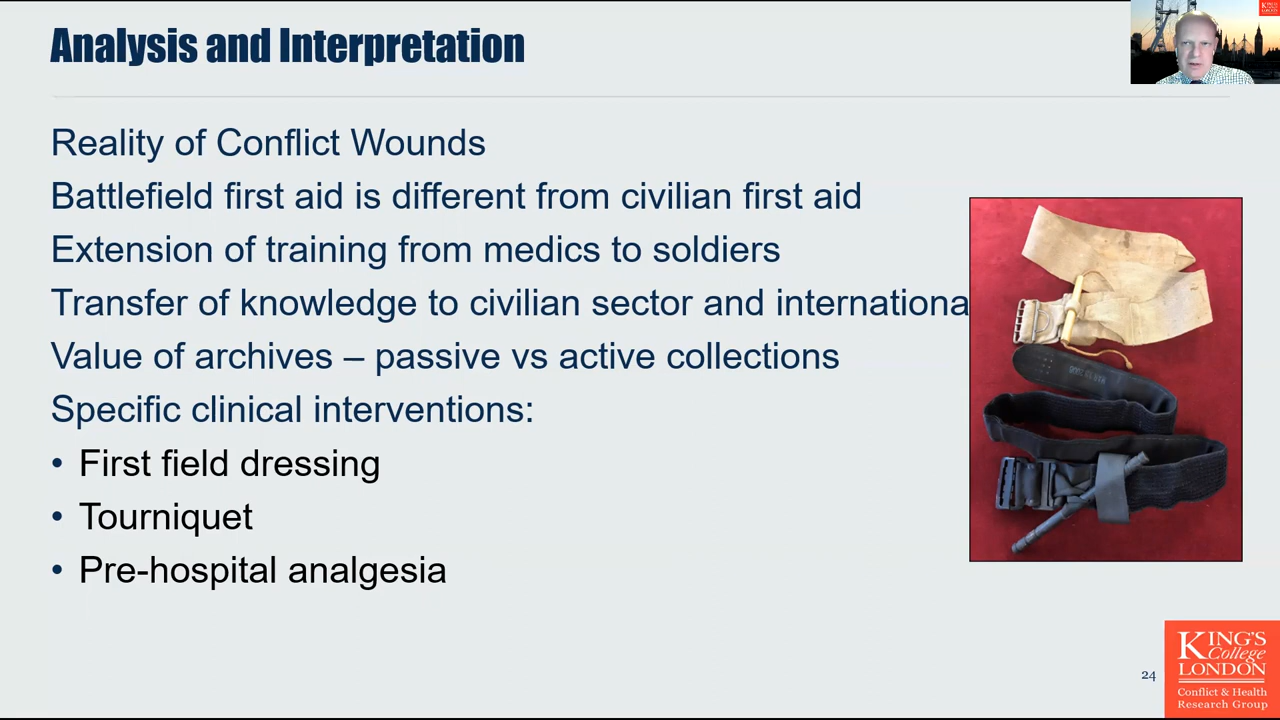 Analysis and Interpretation
Reality of Conflict Wounds
Battlefield first aid is different from civilian first aid
Extension of training from medics to soldiers
Transfer of knowledge to civilian sector and internationa
Value of archives – passive vs active collections
Specific clinical interventions:
• First field dressing
• Tourniquet
• Pre-hospital analgesia
24
KING'S
College
LONDON
Conflict & Health
Research Group